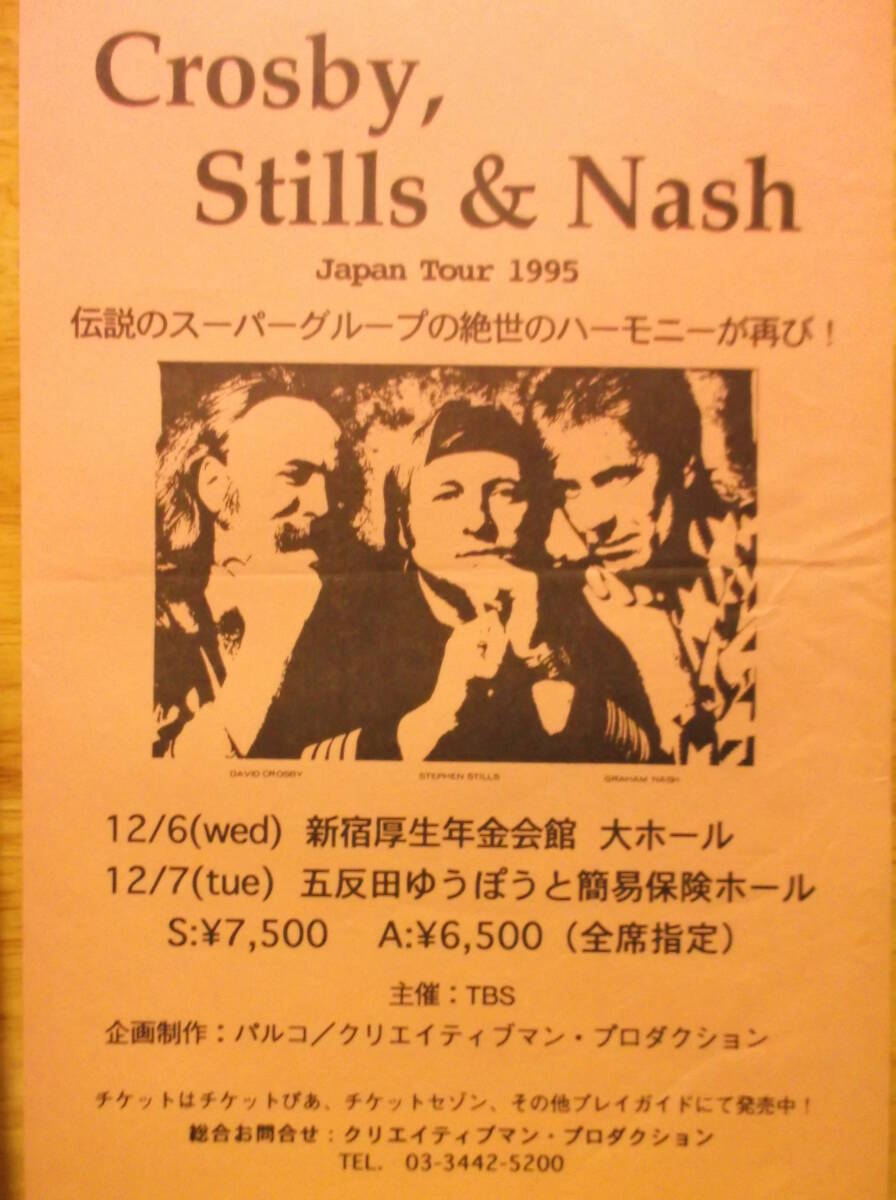 Crosby,
Stills & Nash
Japan Tour 1995
伝説のスーパーグループの絶世のハーモニーが再び！
DAVID CROSBY STEPHEN STILLS GRAHAM NASH
12/6(wed) 新宿厚生年金会館 大ホール
12/7(tue) 五反田ゆうぽうと簡易保険ホール
S:¥7,500 A:¥6,500（全席指定）
主催：TBS
企画制作：パルコ／クリエイティブマン・プロダクション
チケットはチケットぴあ、チケットセゾン、その他プレイガイドにて発売中！
総合お問合せ：クリエイティブマン・プロダクション
TEL. 03-3442-5200